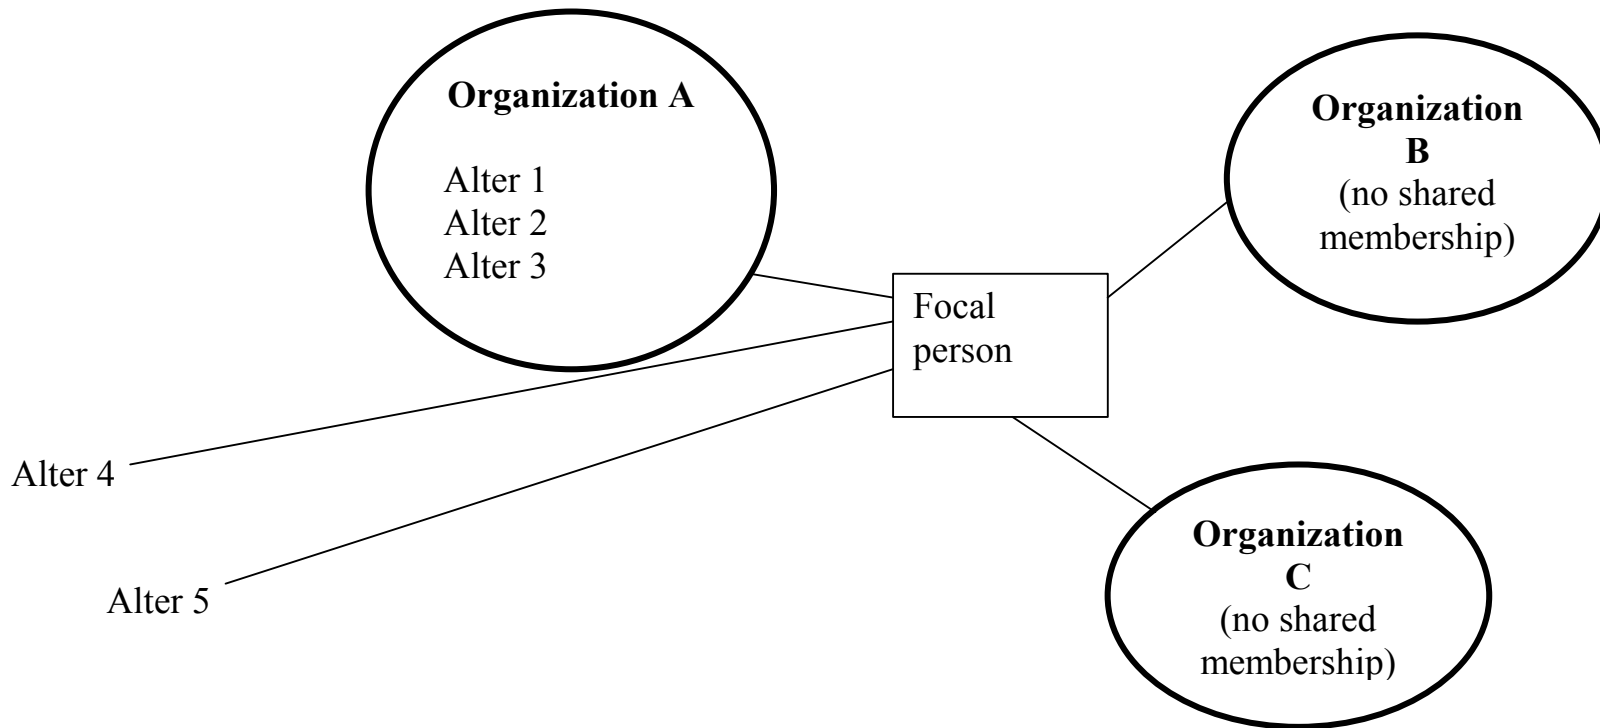 Organization A
Alter 1
Alter 2
Alter 3
Organization
B
(no shared
membership)
Focal
person
Alter 4
Alter 5
Organization
C
(no shared
membership)